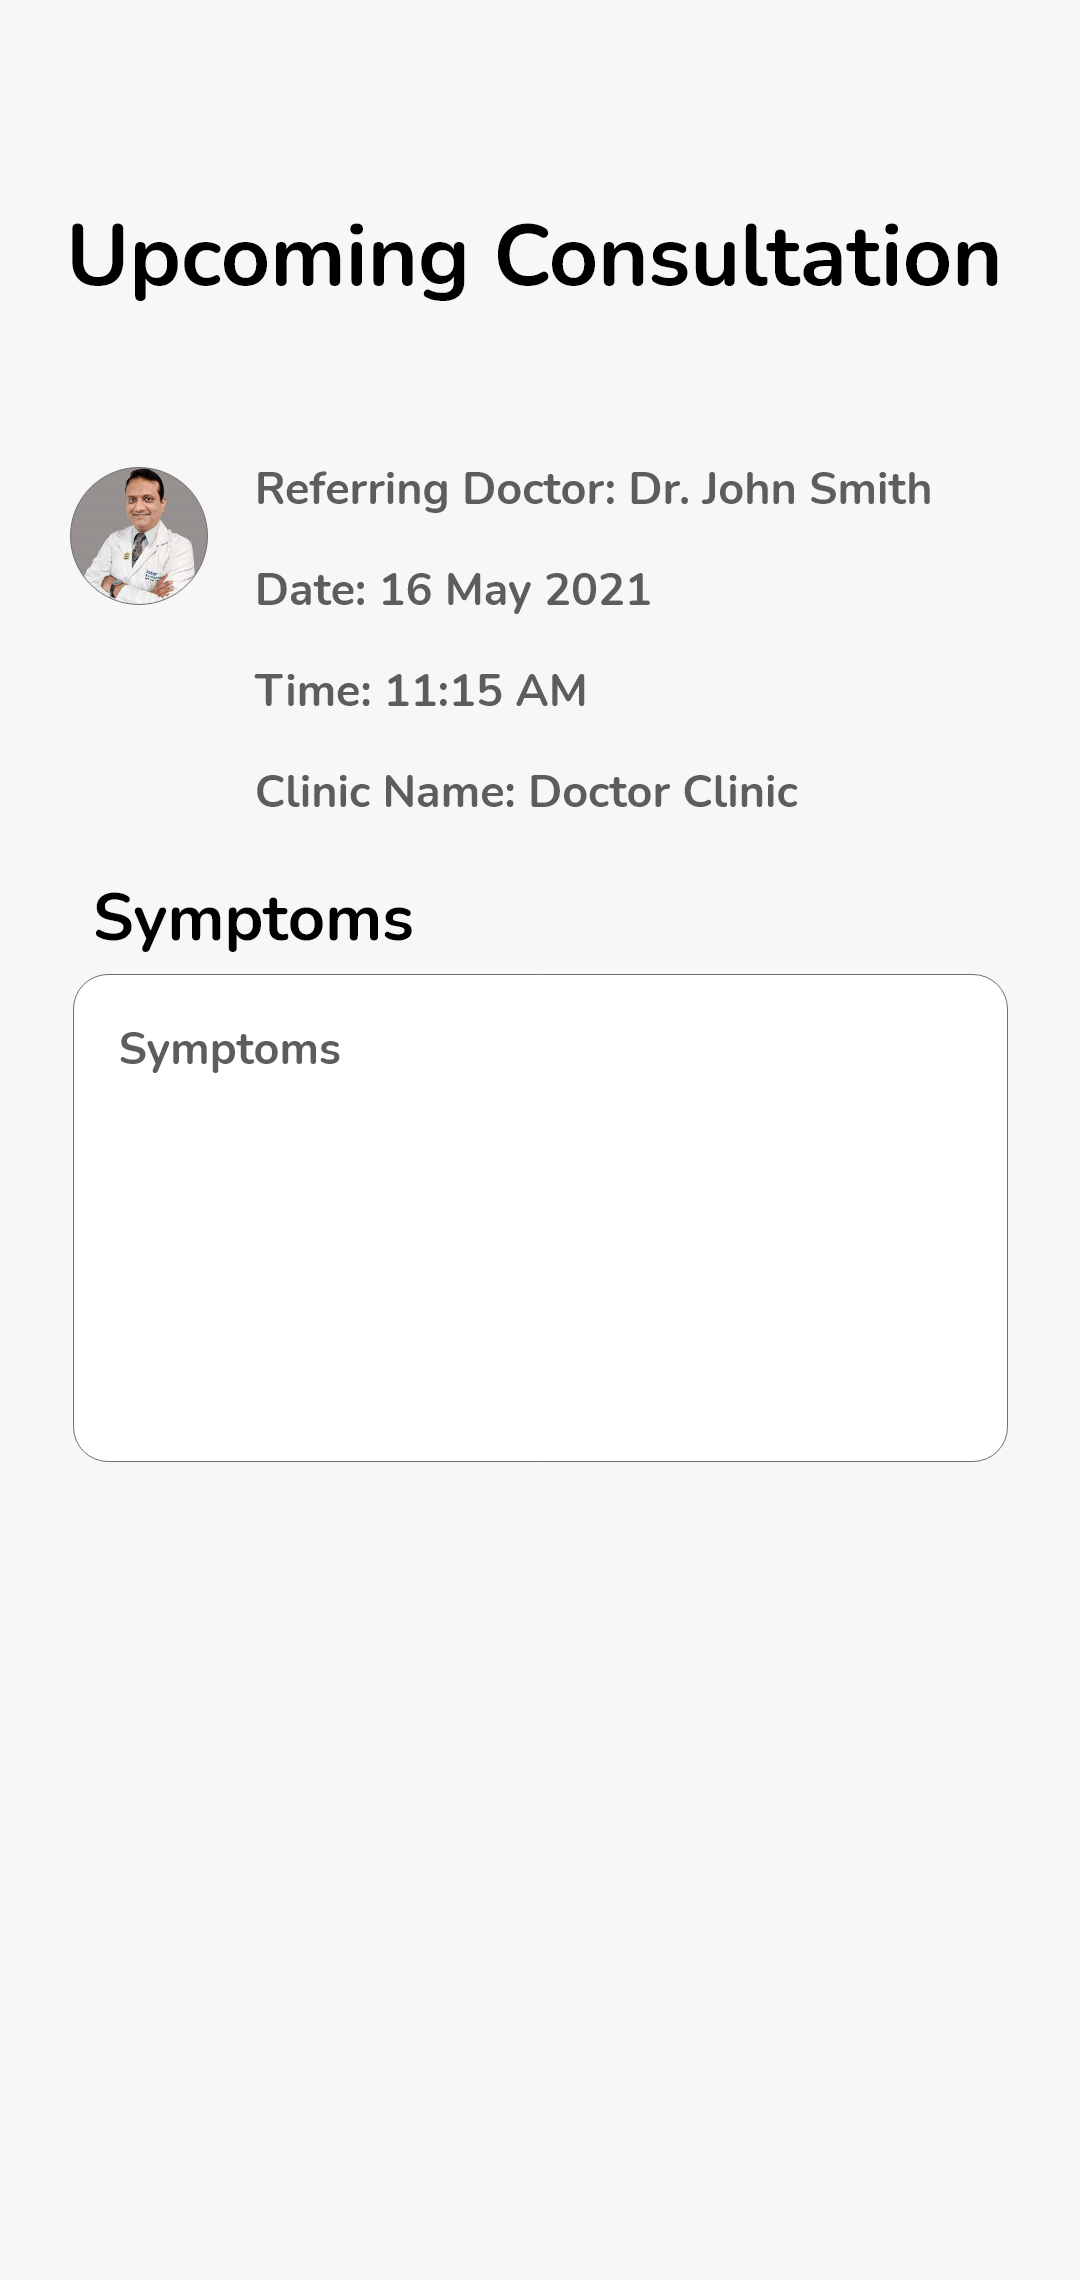 Upcoming Consultation
Referring Doctor: Dr. John Smith
Date: 16 May 2021
Time: 11:15 AM
Clinic Name: Doctor Clinic
Symptoms
Symptoms